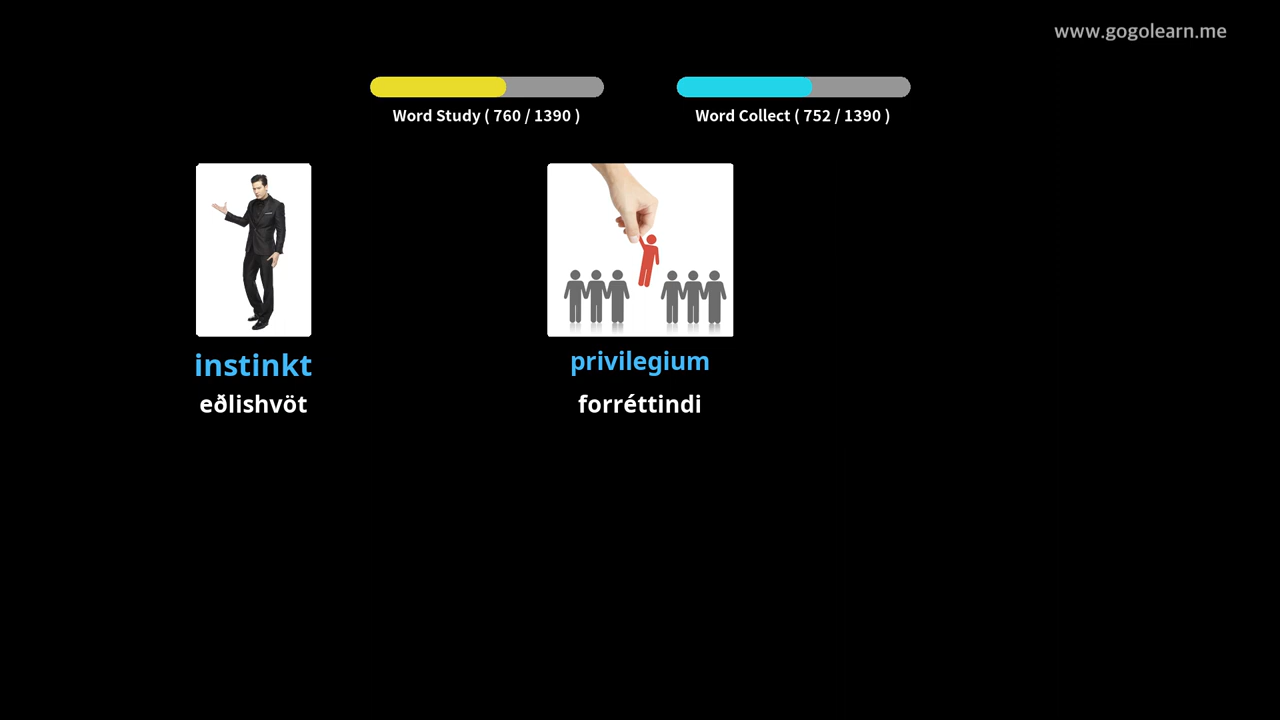 www.gogolearn.me
Word Study ( 760 / 1390 )
Word Collect ( 752 / 1390 )
instinkt
eðlishvöt
privilegium
forréttindi